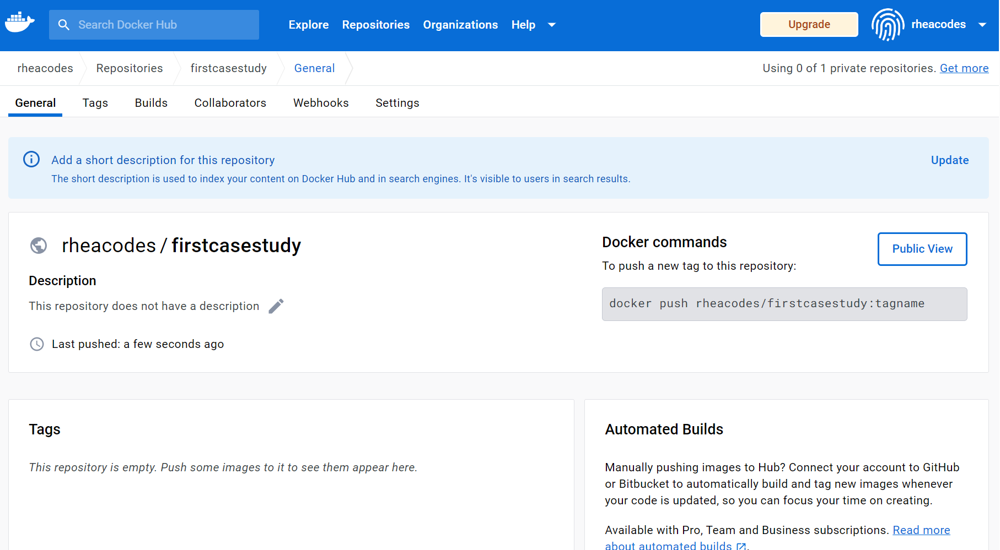 Search Docker Hub Explore Repositories Organizations Help Upgrade rheacodes
rheacodes Repositories firstcasestudy General Using 0 of 1 private repositories. Get more
General Tags Builds Collaborators Webhooks Settings
Add a short description for this repository Update
The short description is used to index your content on Docker Hub and in search engines. It's visible to users in search results.
rheacodes / firstcasestudy
Description
This repository does not have a description
Last pushed: a few seconds ago
Docker commands
Public View
To push a new tag to this repository:
docker push rheacodes/firstcasestudy:tagname
Tags
This repository is empty. Push some images to it to see them appear here.
Automated Builds
Manually pushing images to Hub? Connect your account to GitHub
or Bitbucket to automatically build and tag new images whenever
your code is updated, so you can focus your time on creating.
Available with Pro, Team and Business subscriptions. Read more
about automated builds .